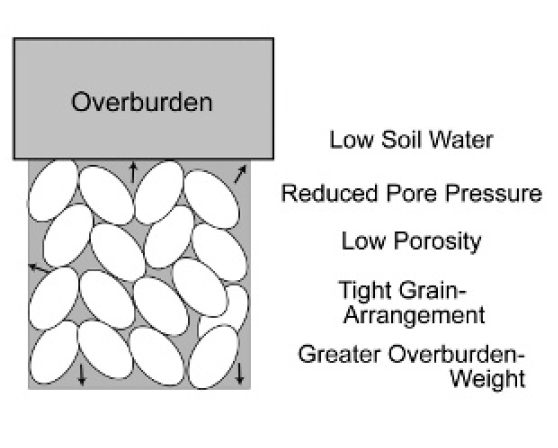 Overburden
Low Soil Water
Reduced Pore Pressure
Low Porosity
Tight Grain-
Arrangement
Greater Overburden-
Weight